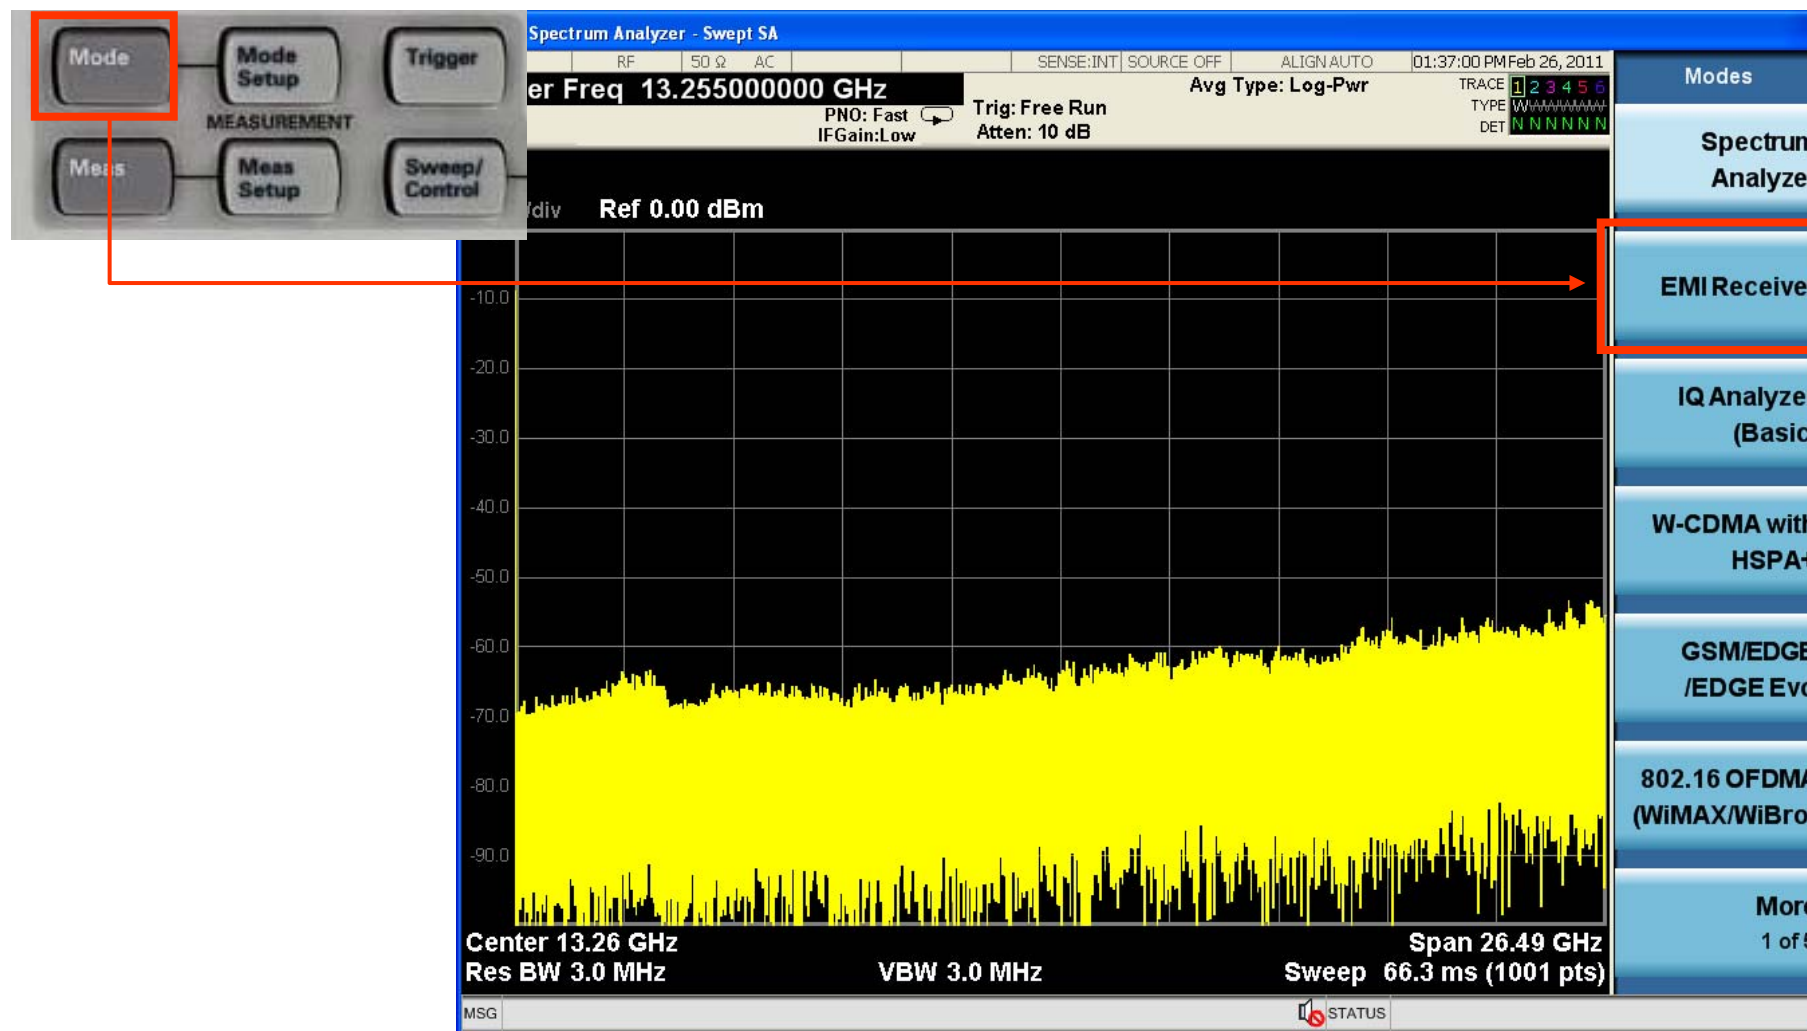 Mode
Mode
Setup
Trigger
MEASUREMENT
Meas
Meas
Setup
Sweep/
Control
Spectrum Analyzer - Swept SA
RF 50 Ω AC SENSE:INT SOURCE OFF ALIGN AUTO 01:37:00 PM Feb 26, 2011
er Freq 13.255000000 GHz
PNO: Fast
IFGain:Low
Trig: Free Run
Atten: 10 dB
Avg Type: Log-Pwr
TRACE 1 2 3 4 5 6
TYPE
DET N N N N N N
/div Ref 0.00 dBm
-10.0
-20.0
-30.0
-40.0
-50.0
-60.0
-70.0
-80.0
-90.0
Center 13.26 GHz
Span 26.49 GHz
Res BW 3.0 MHz
VBW 3.0 MHz
Sweep 66.3 ms (1001 pts)
MSG
STATUS
Modes
Spectrum
Analyze
EMI Receive
IQ Analyze
(Basic
W-CDMA with
HSPA+
GSM/EDGE
/EDGE Evo
802.16 OFDMA
(WiMAX/WiBro
More
1 of 5